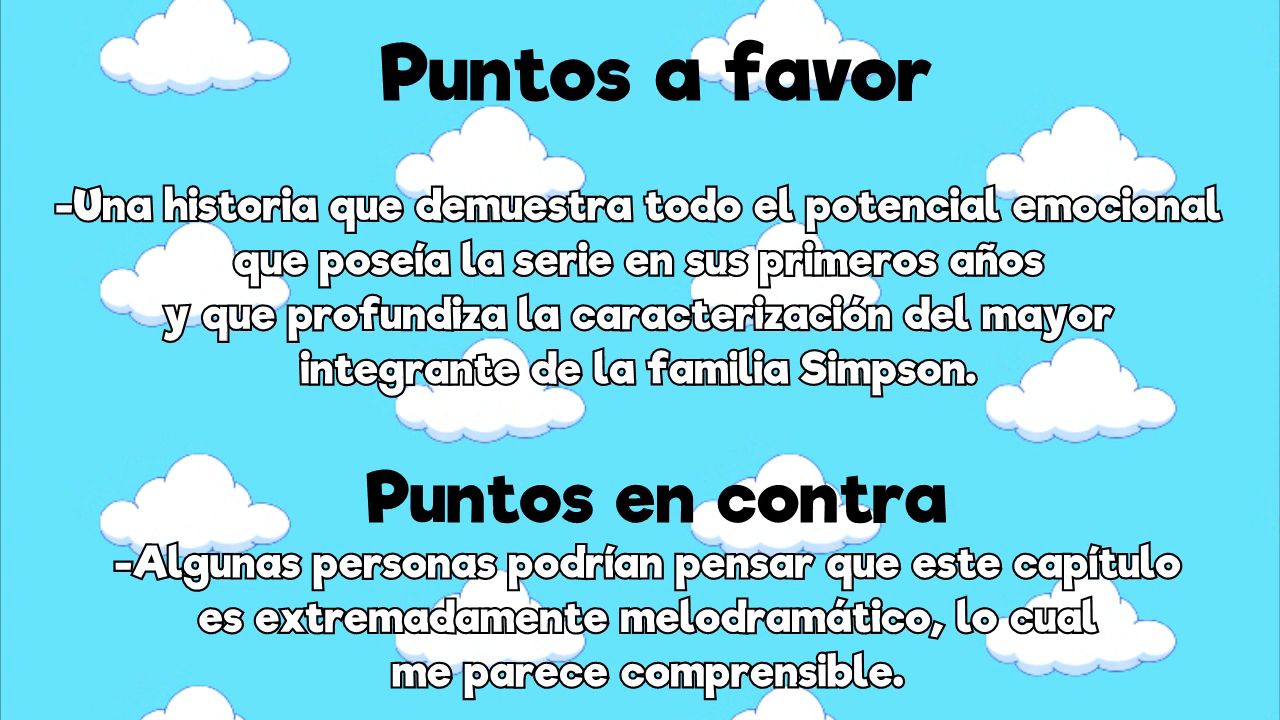 Puntos a favor
-Una historia que demuestra todo el potencial emocional
que poseía la serie en sus primeros años
y que profundiza la caracterización del mayor
integrante de la familia Simpson.
Puntos en contra
-Algunas personas podrían pensar que este capítulo
es extremadamente melodramático, lo cual
me parece comprensible.